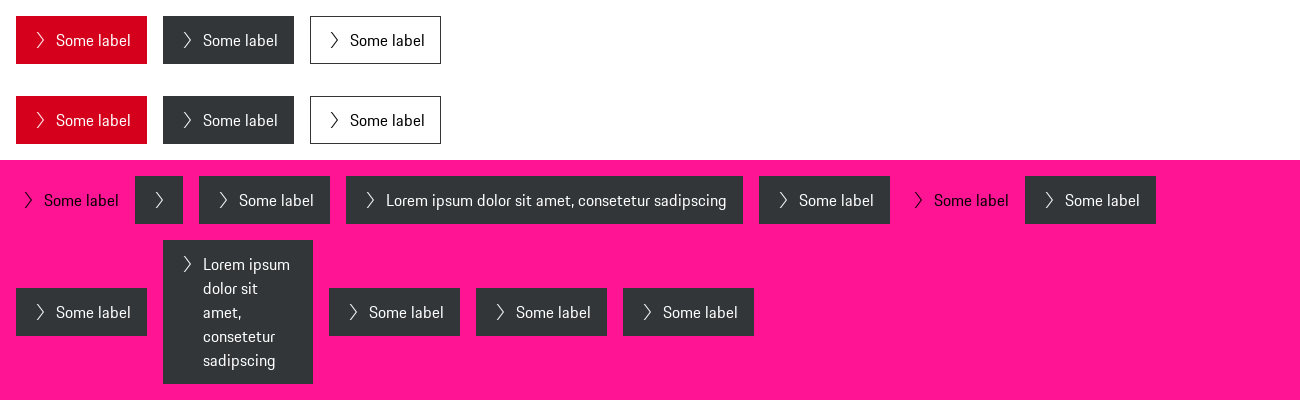 Some label Some label Some label
Some label Some label Some label
Some label Some label Lorem ipsum dolor sit amet, consetetur sadipscing Some label Some label Some label
Some label Lorem ipsum
dolor sit
amet,
consetetur
sadipscing Some label Some label Some label